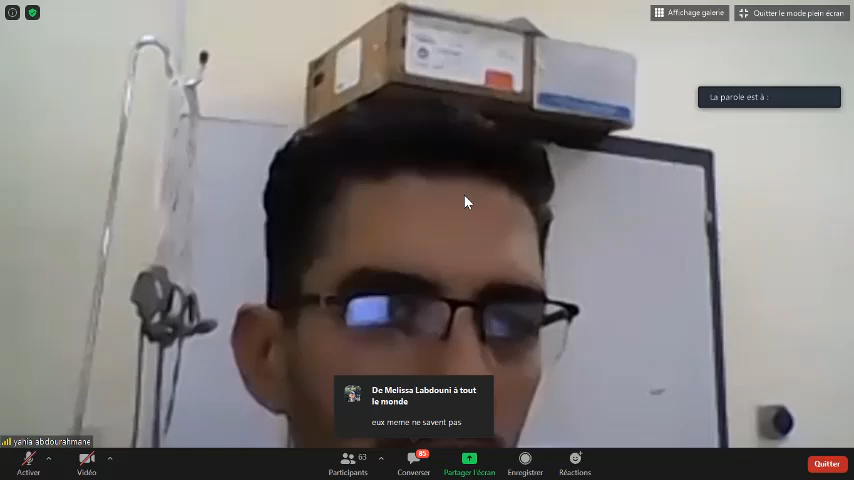 Affichage galerie
Quitter le mode plein écran
La parole est à :
De Melissa Labdouni à tout
le monde
eux meme ne savent pas
yahia abdourahmane
63
85
Activer
Vidéo
Participants
Converser
Partager l'écran
Enregistrer
Réactions
Quitter